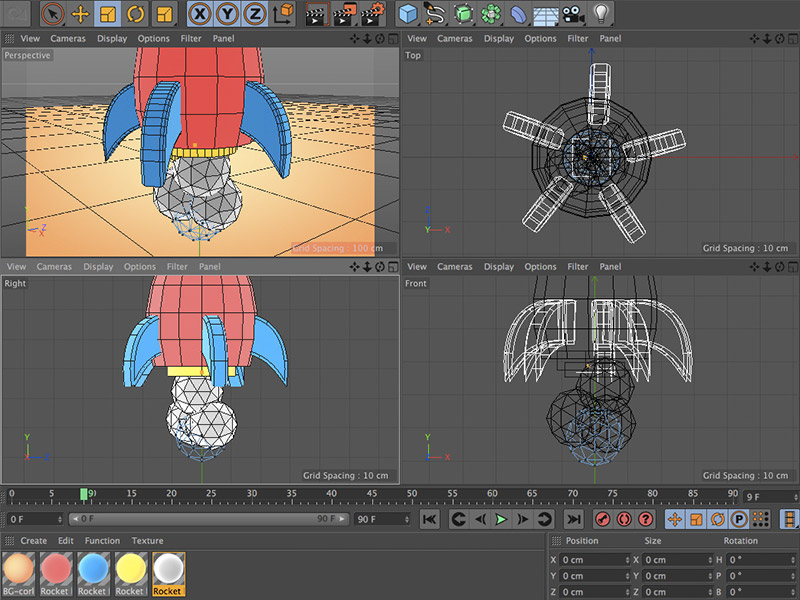 X Y Z
View Cameras Display Options Filter Panel
Perspective
Grid Spacing : 100 cm
View Cameras Display Options Filter Panel
Top
Grid Spacing : 10 cm
View Cameras Display Options Filter Panel
Right
Grid Spacing : 10 cm
View Cameras Display Options Filter Panel
Front
Grid Spacing : 10 cm
0 5 9 15 20 25 30 35 40 45 50 55 60 65 70 75 80 85 90 9 F
0 F 0 F 90 F 90 F P
Create Edit Function Texture
BG-corl Rocket Rocket Rocket Rocket
Position Size Rotation
X 0 cm X 0 cm H 0 °
Y 0 cm Y 0 cm P 0 °
Z 0 cm Z 0 cm B 0 °